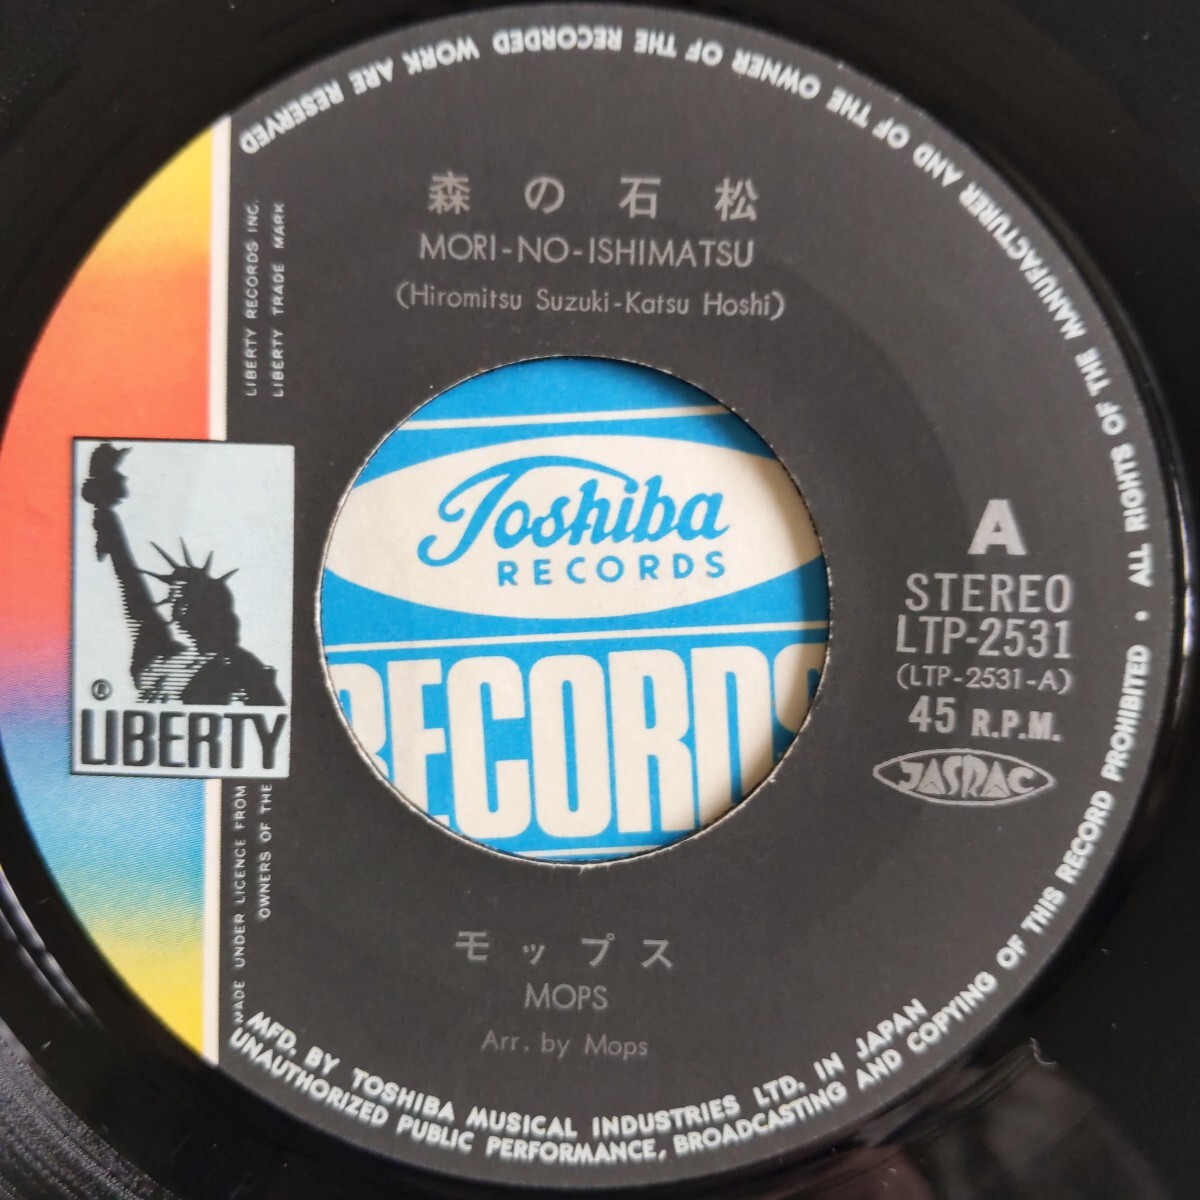 森の石松
MORI-NO-ISHIMATSU
(Hiromitsu Suzuki-Katsu Hoshi)
LIBERTY RECORDS INC.
LIBERTY TRADE MARK
®
LIBERTY
MADE UNDER LICENCE FROM
OWNERS OF THE
Toshiba
RECORDS
RECORDS
A
STEREO
LTP-2531
(LTP-2531-A)
45 R.P.M.
JASRAC
モップス
MOPS
Arr. by Mops
MFD. BY TOSHIBA MUSICAL INDUSTRIES LTD. IN JAPAN
• ALL RIGHTS OF THE MANUFACTURER AND OF THE OWNER OF THE RECORDED WORK ARE RESERVED
UNAUTHORIZED PUBLIC PERFORMANCE, BROADCASTING AND COPYING OF THIS RECORD PROHIBITED